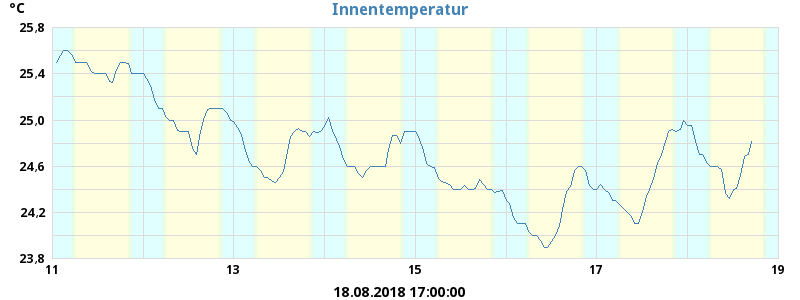 °C
Innentemperatur
25,8
25,4
25,0
24,6
24,2
23,8
11 13 15 17 19
18.08.2018 17:00:00